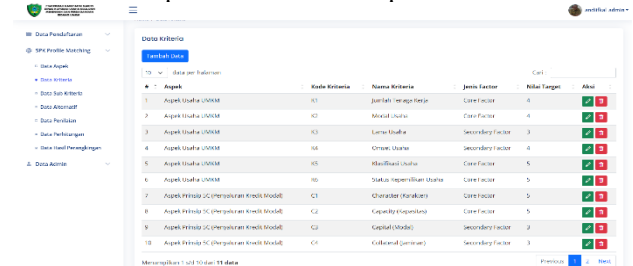 andifnal admin
Data Pendaftaran
SPK Profile Matching
Data Aspek
Data Kriteria
Data Sub Kriteria
Data Alternatif
Data Penilaian
Data Perhitungan
Data Hasil Perangkingan
Data Admin
Data Kriteria
Tambah Data
10 data per halaman
Cari :
# Aspek Kode Kriteria Nama Kriteria Jenis Factor Nilai Target Aksi
1 Aspek Usaha UMKM K1 Jumlah Tenaga Kerja Core Factor 4
2 Aspek Usaha UMKM K2 Modal Usaha Core Factor 4
3 Aspek Usaha UMKM K3 Lama Usaha Secondary Factor 3
4 Aspek Usaha UMKM K4 Omset Usaha Secondary Factor 4
5 Aspek Usaha UMKM K5 Klasifikasi Usaha Core Factor 5
6 Aspek Usaha UMKM K6 Status Kepemilikan Usaha Core Factor 5
7 Aspek Prinsip 5C (Penyaluran Kredit Modal) C1 Character (Karakter) Core Factor 5
8 Aspek Prinsip 5C (Penyaluran Kredit Modal) C2 Capacity (Kapasitas) Core Factor 5
9 Aspek Prinsip 5C (Penyaluran Kredit Modal) C3 Capital (Modal) Secondary Factor 3
10 Aspek Prinsip 5C (Penyaluran Kredit Modal) C4 Collateral (Jaminan) Secondary Factor 3
Menampilkan 1 s/d 10 dari 11 data
Previous 1 2 Next